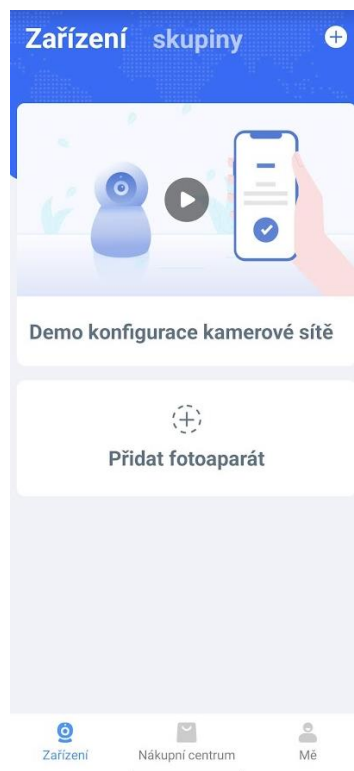 Zařízení skupiny
Demo konfigurace kamerové sítě
Přidat fotoaparát
Zařízení Nákupní centrum Mě